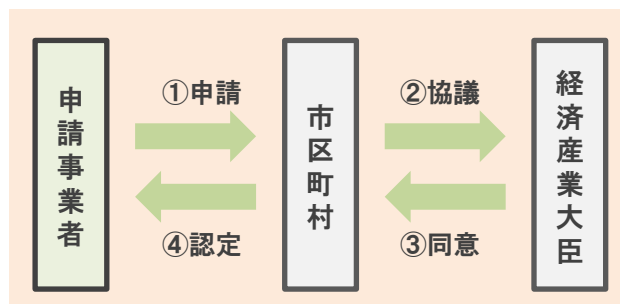 申請事業者
①申請
④認定
市区町村
②協議
③同意
経済産業大臣